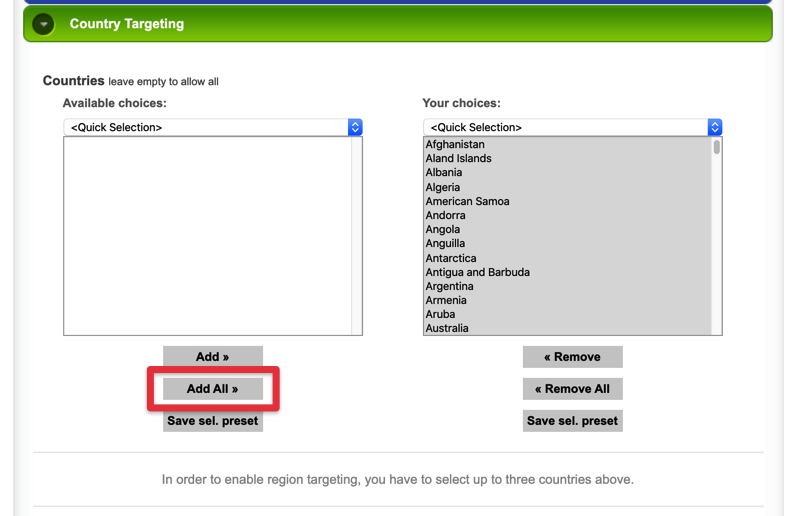 Country Targeting
Countries leave empty to allow all
Available choices:
<Quick Selection>
Add »
Add All »
Save sel. preset
Your choices:
<Quick Selection>
Afghanistan
Aland Islands
Albania
Algeria
American Samoa
Andorra
Angola
Anguilla
Antarctica
Antigua and Barbuda
Argentina
Armenia
Aruba
Australia
« Remove
« Remove All
Save sel. preset
In order to enable region targeting, you have to select up to three countries above.